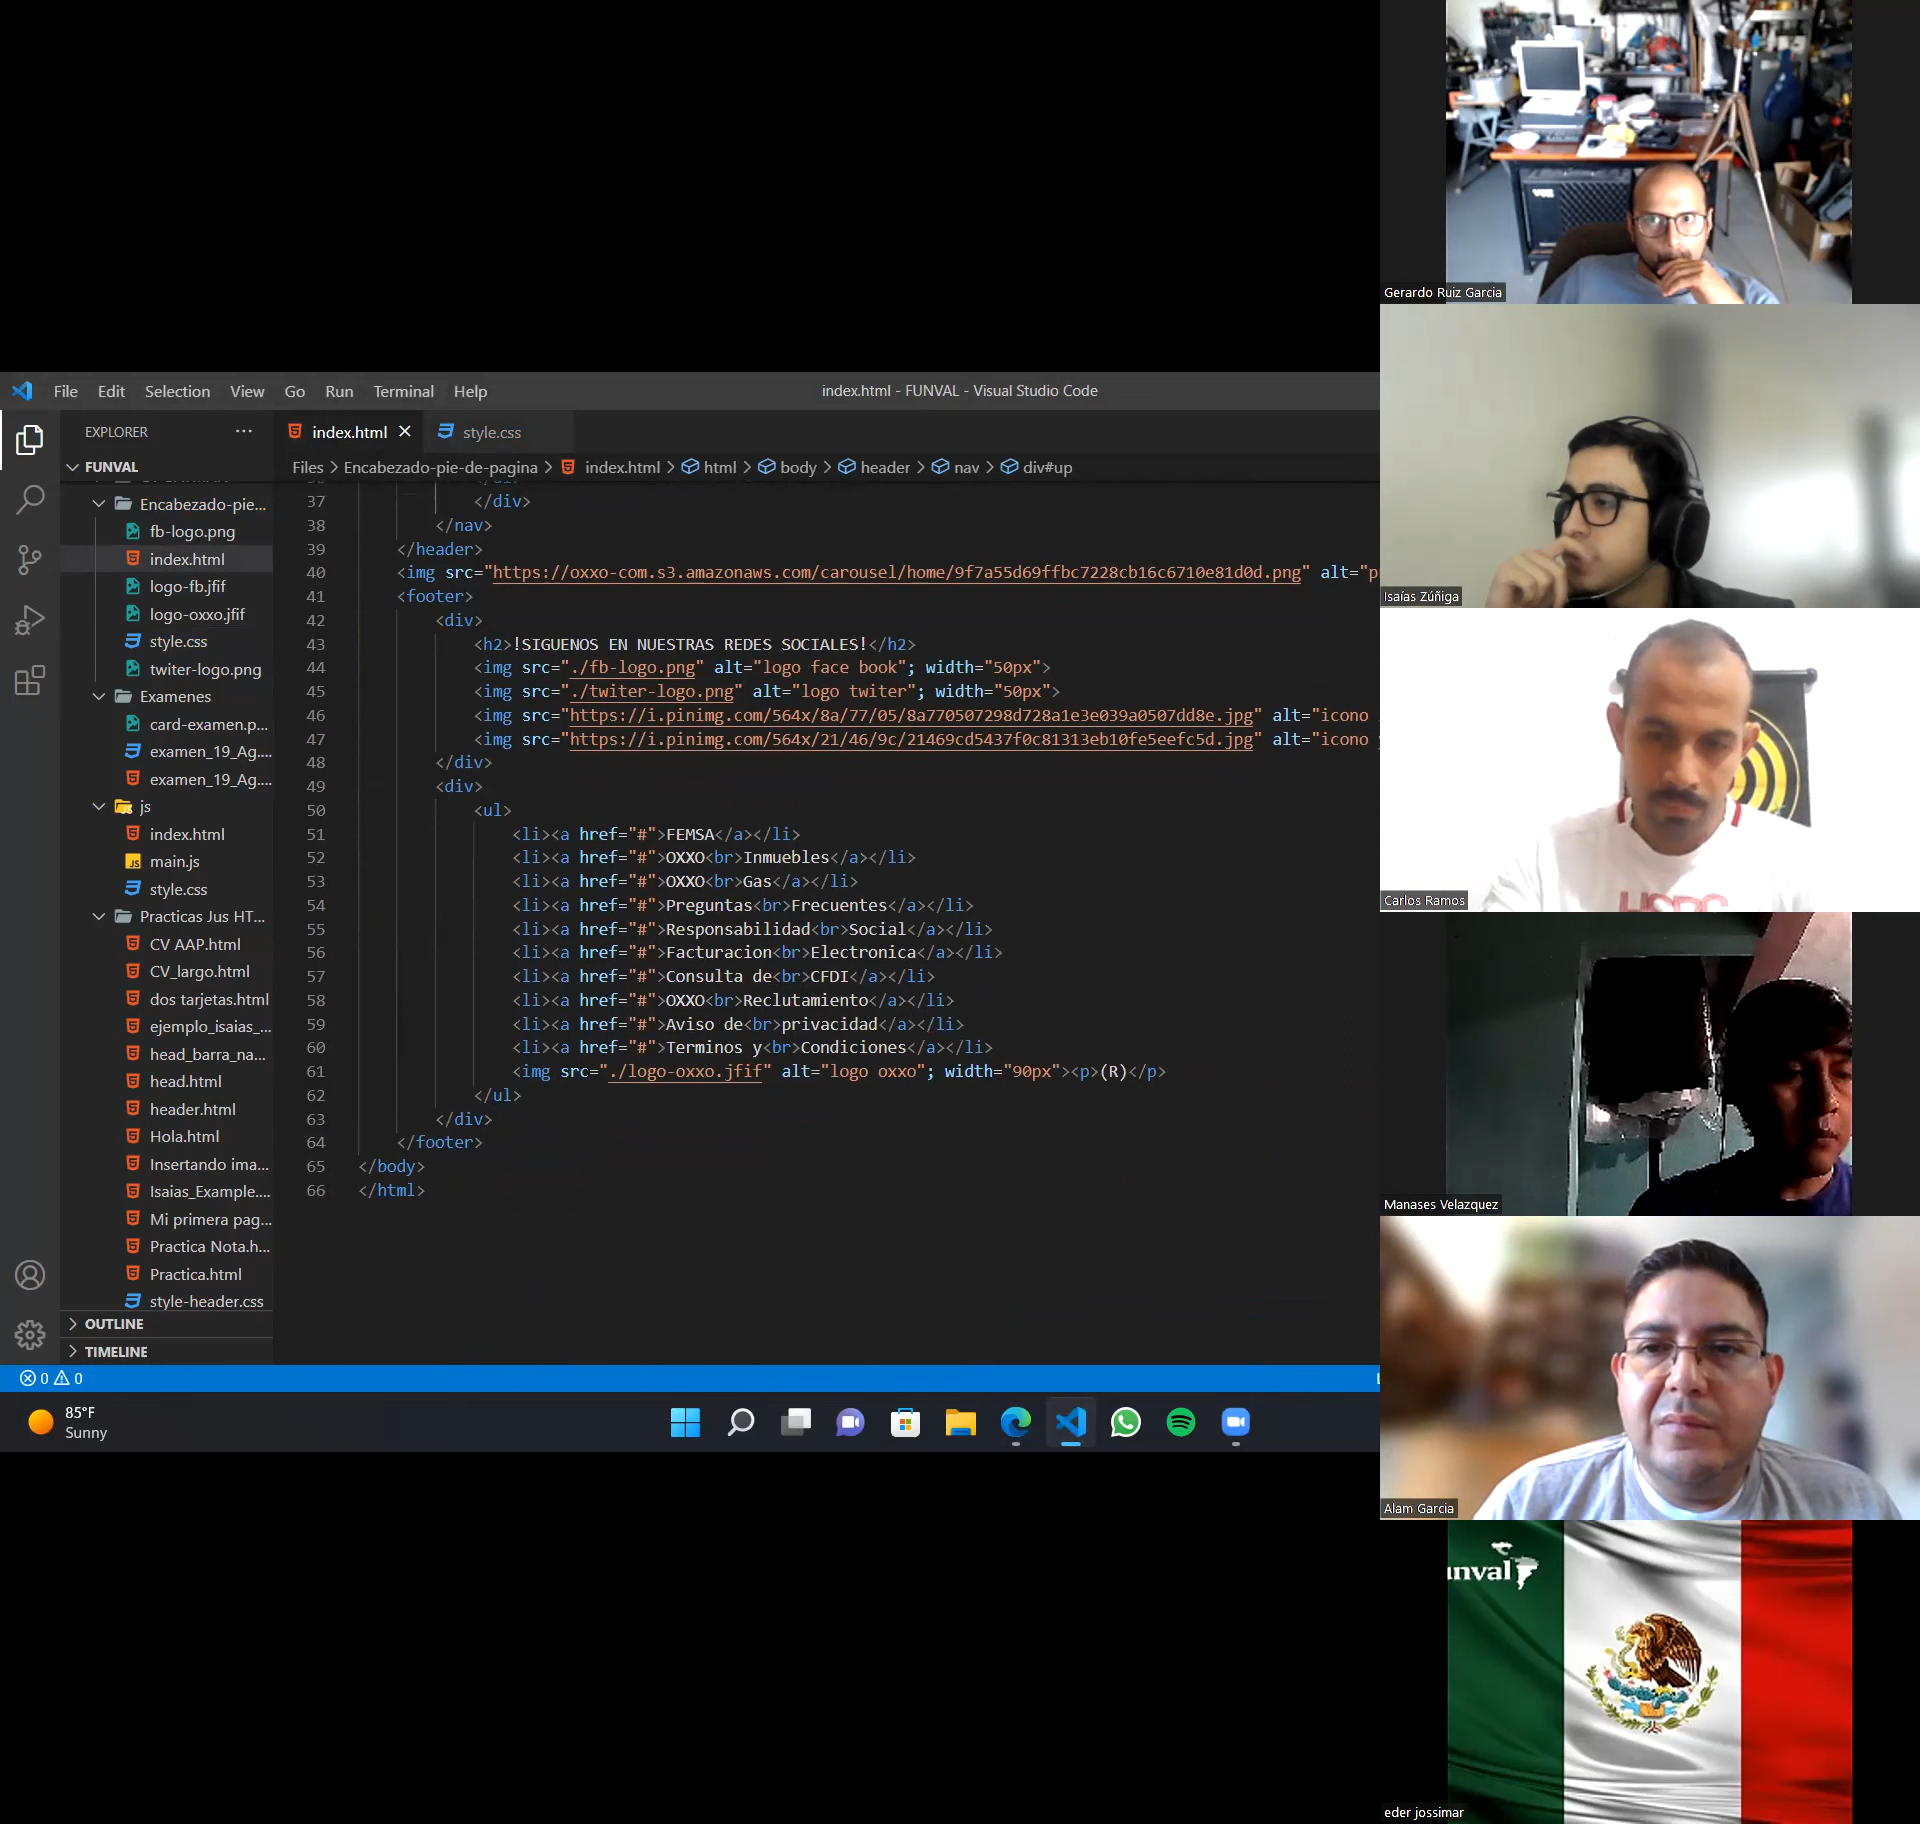 File Edit Selection View Go Run Terminal Help
index.html - FUNVAL - Visual Studio Code
EXPLORER ···
FUNVAL
Encabezado-pie...
fb-logo.png
index.html
logo-fb.jfif
logo-oxxo.jfif
style.css
twiter-logo.png
Examenes
card-examen.p...
examen_19_Ag....
examen_19_Ag....
js
index.html
main.js
style.css
Practicas Jus HT...
CV AAP.html
CV_largo.html
dos tarjetas.html
ejemplo_isaias_...
head_barra_na...
head.html
header.html
Hola.html
Insertando ima...
Isaias_Example....
Mi primera pag...
Practica Nota.h...
Practica.html
style-header.css
OUTLINE
TIMELINE
index.html
style.css
Files > Encabezado-pie-de-pagina > index.html > html > body > header > nav > div#up
37 </div>
38 </nav>
39 </header>
40 <img src="https://oxxo-com.s3.amazonaws.com/carousel/home/9f7a55d69ffbc7228cb16c6710e81d0d.png" alt="p
41 <footer>
42 <div>
43 <h2>!SIGUENOS EN NUESTRAS REDES SOCIALES!</h2>
44 <img src="./fb-logo.png" alt="logo face book"; width="50px">
45 <img src="./twiter-logo.png" alt="logo twiter"; width="50px">
46 <img src="https://i.pinimg.com/564x/8a/77/05/8a770507298d728a1e3e039a0507dd8e.jpg" alt="icono
47 <img src="https://i.pinimg.com/564x/21/46/9c/21469cd5437f0c81313eb10fe5eefc5d.jpg" alt="icono
48 </div>
49 <div>
50 <ul>
51 <li><a href="#">FEMSA</a></li>
52 <li><a href="#">OXXO<br>Inmuebles</a></li>
53 <li><a href="#">OXXO<br>Gas</a></li>
54 <li><a href="#">Preguntas<br>Frecuentes</a></li>
55 <li><a href="#">Responsabilidad<br>Social</a></li>
56 <li><a href="#">Facturacion<br>Electronica</a></li>
57 <li><a href="#">Consulta de<br>CFDI</a></li>
58 <li><a href="#">OXXO<br>Reclutamiento</a></li>
59 <li><a href="#">Aviso de<br>privacidad</a></li>
60 <li><a href="#">Terminos y<br>Condiciones</a></li>
61 <img src="./logo-oxxo.jfif" alt="logo oxxo"; width="90px"><p>(R)</p>
62 </ul>
63 </div>
64 </footer>
65 </body>
66 </html>
0 0
85°F
Sunny
Gerardo Ruiz Garcia
Isaías Zúñiga
Carlos Ramos
Manases Velazquez
Alam Garcia
unval
eder jossimar